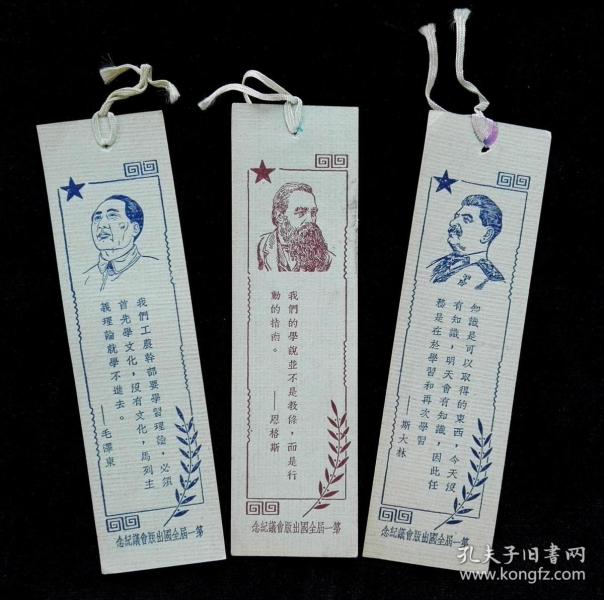 我們工農幹部要學習理論，必須
首先學文化，沒有文化，馬列主
義理論就學不進去。
——毛澤東
第一屆全國出版會議紀念
我們的學說並不是教條，而是行
動的指南。
——恩格斯
第一屆全國出版會議紀念
知識是可以取得的東西，今天沒
有知識，明天會有知識，因此任
務是在於學習和再次學習
——斯大林
第一屆全國出版會議紀念
孔夫子旧书网
www.kongfz.com